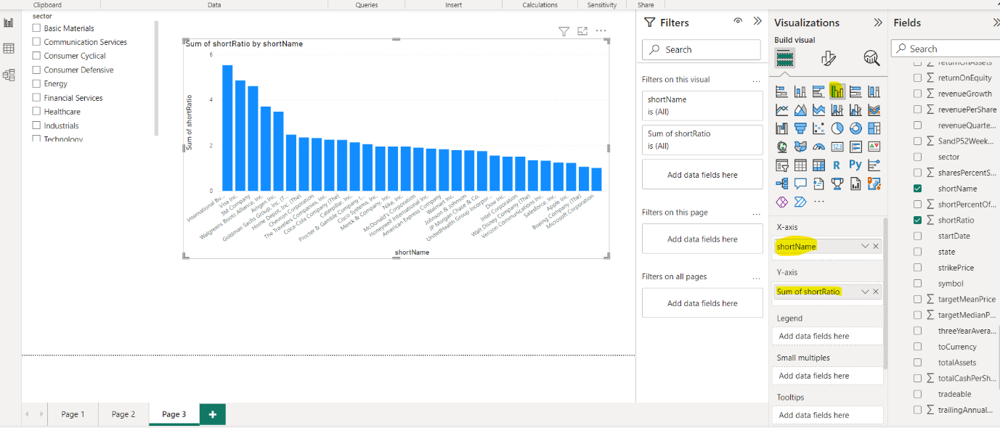 Clipboard
Data
Queries
Insert
Calculations
Sensitivity
Share
sector
Basic Materials
Communication Services
Consumer Cyclical
Consumer Defensive
Energy
Financial Services
Healthcare
Industrials
Technology
Sum of shortRatio by shortName
Sum of shortRatio
6
4
2
0
International Bu...
Visa Inc.
3M Company
Walgreens Boots Alliance, Inc.
Amgen Inc.
Goldman Sachs Group, Inc. (T...
Home Depot, Inc. (The)
Chevron Corporation
The Travelers Companies, Inc.
Coca-Cola Company (The)
Caterpillar, Inc.
Procter & Gamble Company (...
Cisco Systems, Inc.
Merck & Company, Inc.
Nike, Inc.
McDonald's Corporation
Honeywell International Inc.
American Express Company
Walmart Inc.
Johnson & Johnson
JP Morgan Chase & Co.
UnitedHealth Group Incorpor...
Dow Inc.
Intel Corporation
Walt Disney Company (The)
Verizon Communications Inc.
Salesforce, Inc.
Apple Inc.
Boeing Company (The)
Microsoft Corporation
shortName
Page 1
Page 2
Page 3
+
Filters
Search
Filters on this visual
...
shortName
is (All)
Sum of shortRatio
is (All)
Add data fields here
Filters on this page
...
Add data fields here
Filters on all pages
...
Add data fields here
Visualizations
Build visual
123
R
Py
...
X-axis
shortName
Y-axis
Sum of shortRatio
Legend
Add data fields here
Small multiples
Add data fields here
Tooltips
Add data fields here
Fields
Search
∑ returnOnAssets
∑ returnOnEquity
∑ revenueGrowth
∑ revenuePerShare
revenueQuarte...
∑ SandP52Week...
sector
∑ sharesPercentS...
shortName
∑ shortPercentOf...
∑ shortRatio
startDate
state
strikePrice
symbol
∑ targetMeanPrice
∑ targetMedianP...
threeYearAvera...
toCurrency
totalAssets
∑ totalCashPerSh...
tradeable
∑ trailingAnnual...